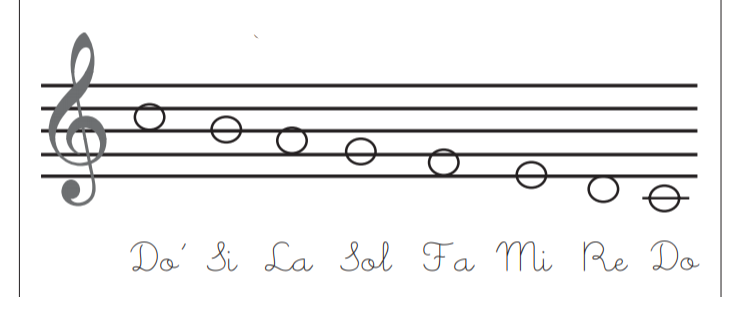 Do´ Si La Sol Fa Mi Re Do